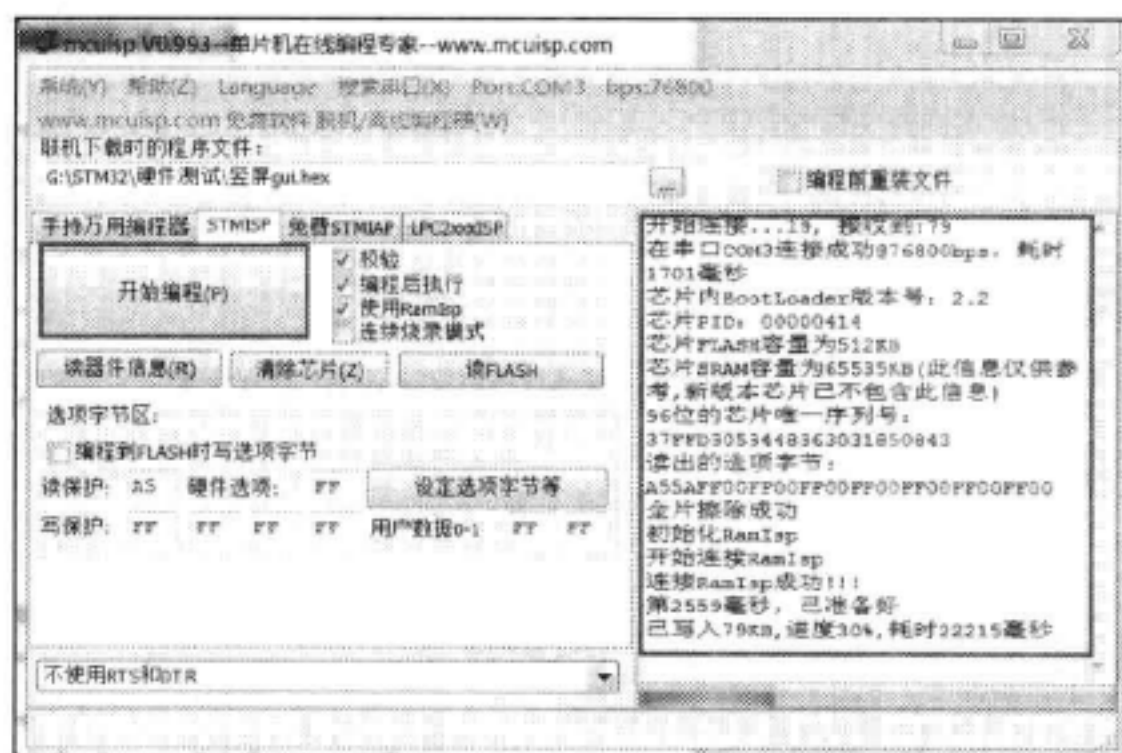 mcuisp V0.993--单片机在线编程专家--www.mcuisp.com
系统(Y) 帮助(Z) Language 搜索串口(X) Port:COM3 bps:76800
www.mcuisp.com 免费软件 脱机/离线编程器(W)
联机下载时的程序文件:
G:\STM32\硬件测试\竖屏gui.hex
...
编程前重装文件
手持万用编程器 STMISP 免费STMIAP LPC2xxxISP
开始编程(P)
校验
编程后执行
使用RamIsp
连续烧录模式
读器件信息(R) 清除芯片(Z) 读FLASH
选项字节区:
编程到FLASH时写选项字节
读保护: A5 硬件选项: FF 设定选项字节等
写保护: FF FF FF FF 用户数据0-1 FF FF
不使用RTS和DTR
开始连接...18, 接收到:79
在串口COM3连接成功@76800bps, 耗时
1701毫秒
芯片内BootLoader版本号: 2.2
芯片PID: 00000414
芯片FLASH容量为512KB
芯片SRAM容量为65535KB(此信息仅供参
考,新版本芯片已不包含此信息)
96位的芯片唯一序列号:
37FFD3053448363031850843
读出的选项字节:
A55AFF00FF00FF00FF00FF00FF00FF00
全片擦除成功
初始化RamIsp
开始连接RamIsp
连接RamIsp成功!!!
第2559毫秒, 已准备好
已写入79KB,进度30%,耗时22215毫秒